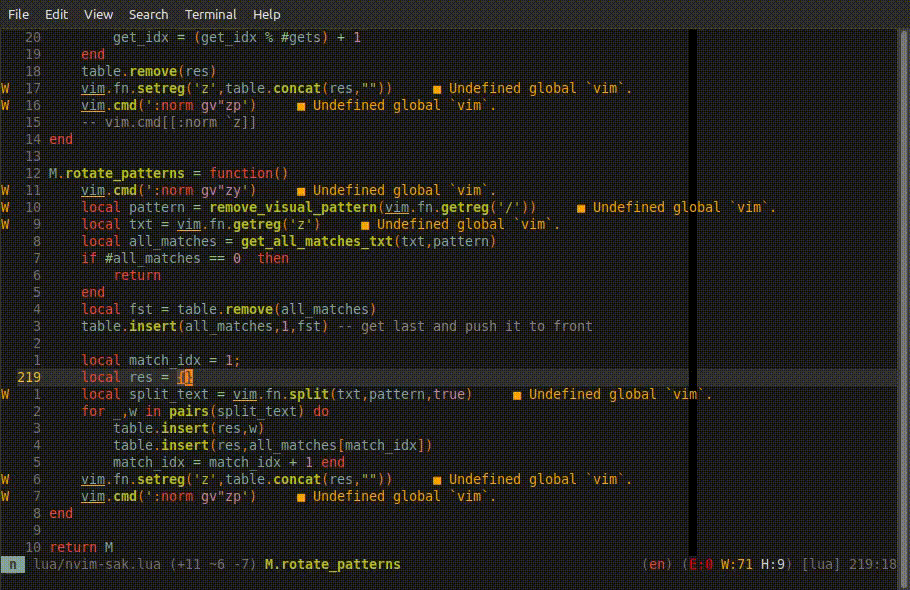 File Edit View Search Terminal Help
20         get_idx = (get_idx % #gets) + 1
19     end
18     table.remove(res)
W 17     vim.fn.setreg('z',table.concat(res,""))     ■ Undefined global `vim`.
W 16     vim.cmd(':norm gv"zp')     ■ Undefined global `vim`.
15     -- vim.cmd[[:norm `z]]
14 end
13
12 M.rotate_patterns = function()
W 11     vim.cmd(':norm gv"zy')     ■ Undefined global `vim`.
W 10     local pattern = remove_visual_pattern(vim.fn.getreg('/'))     ■ Undefined global `vim`.
W 9     local txt = vim.fn.getreg('z')     ■ Undefined global `vim`.
8     local all_matches = get_all_matches_txt(txt,pattern)
7     if #all_matches == 0  then
6         return
5     end
4     local fst = table.remove(all_matches)
3     table.insert(all_matches,1,fst) -- get last and push it to front
2
1     local match_idx = 1;
219     local res = {}
W 1     local split_text = vim.fn.split(txt,pattern,true)     ■ Undefined global `vim`.
2     for _,w in pairs(split_text) do
3         table.insert(res,w)
4         table.insert(res,all_matches[match_idx])
5         match_idx = match_idx + 1 end
W 6     vim.fn.setreg('z',table.concat(res,""))     ■ Undefined global `vim`.
W 7     vim.cmd(':norm gv"zp')     ■ Undefined global `vim`.
8 end
9
10 return M
n lua/nvim-sak.lua (+11 ~6 -7) M.rotate_patterns (en) (E:0 W:71 H:9) [lua] 219:18